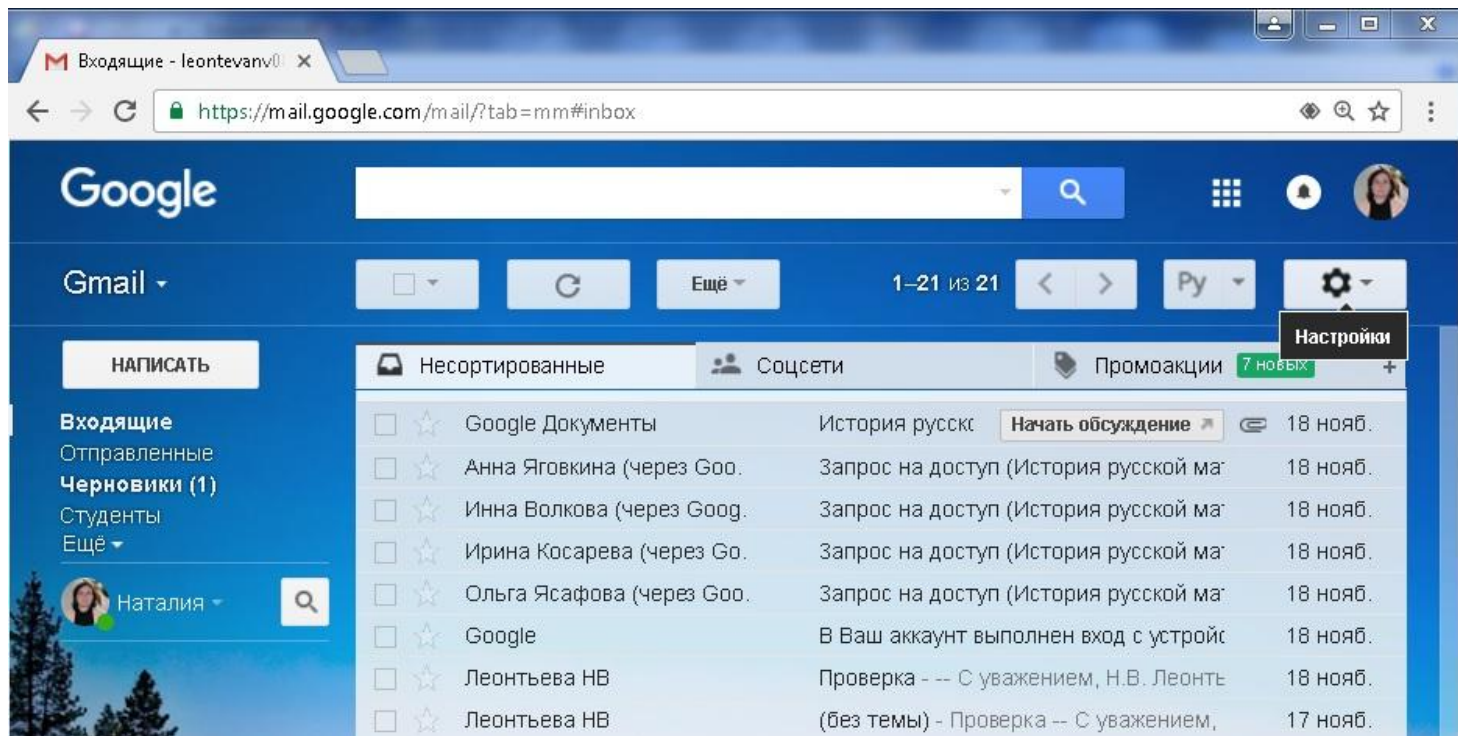 Входящие - leontevanv0
https://mail.google.com/mail/?tab=mm#inbox
Google
Gmail
Ещё
1–21 из 21
Ру
Настройки
НАПИСАТЬ
Входящие
Отправленные
Черновики (1)
Студенты
Ещё
Наталия
Несортированные
Соцсети
Промоакции 7 новых +
Google Документы История русск Начать обсуждение 18 нояб.
Анна Яговкина (через Goo. Запрос на доступ (История русской ма 18 нояб.
Инна Волкова (через Goog. Запрос на доступ (История русской ма 18 нояб.
Ирина Косарева (через Go. Запрос на доступ (История русской ма 18 нояб.
Ольга Ясафова (через Goo. Запрос на доступ (История русской ма 18 нояб.
Google В Ваш аккаунт выполнен вход с устрой 18 нояб.
Леонтьева НВ Проверка - -- С уважением, Н.В. Леонть 18 нояб.
Леонтьева НВ (без темы) - Проверка -- С уважением, 17 нояб.